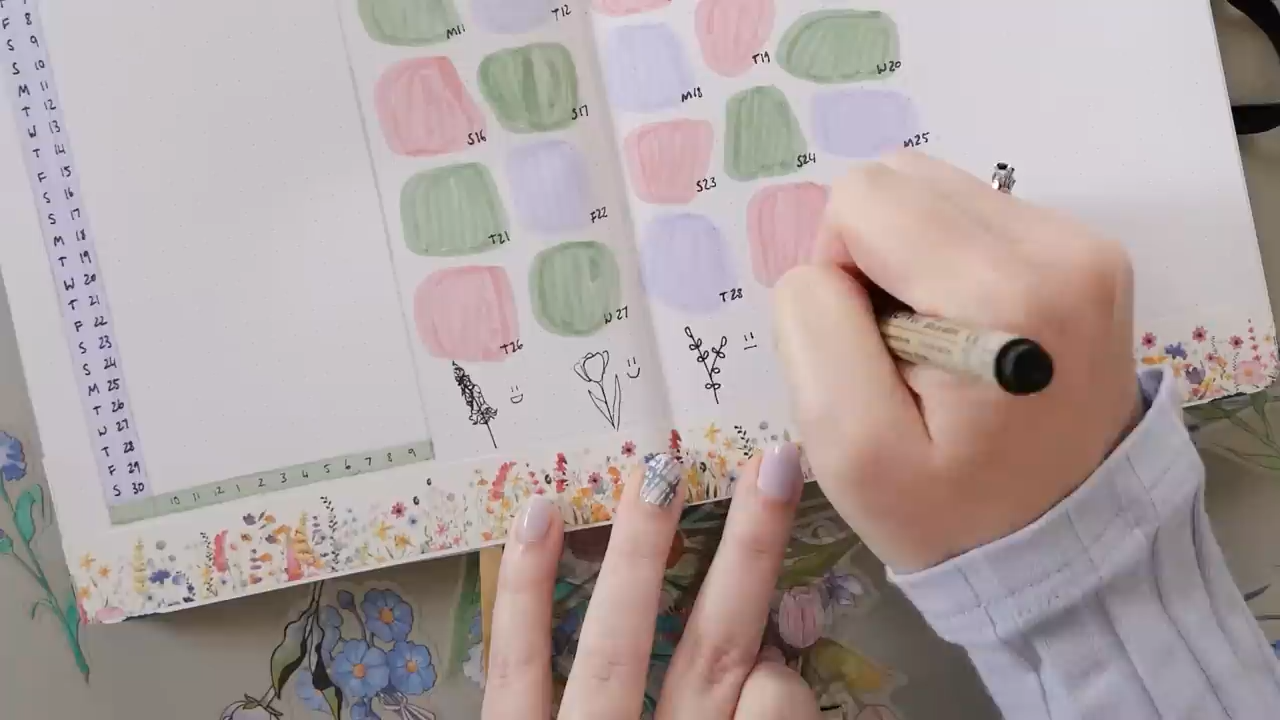 F 8
S 9
S 10
M 11
T 12
W 13
T 14
F 15
S 16
S 17
M 18
T 19
W 20
T 21
F 22
S 23
S 24
M 25
T 26
W 27
T 28
F 29
S 30
10 11 12 1 2 3 4 5 6 7 8 9
M11
T12
S16
S17
T21
F22
T26
W27
T19
W20
M18
S23
S24
M25
T28